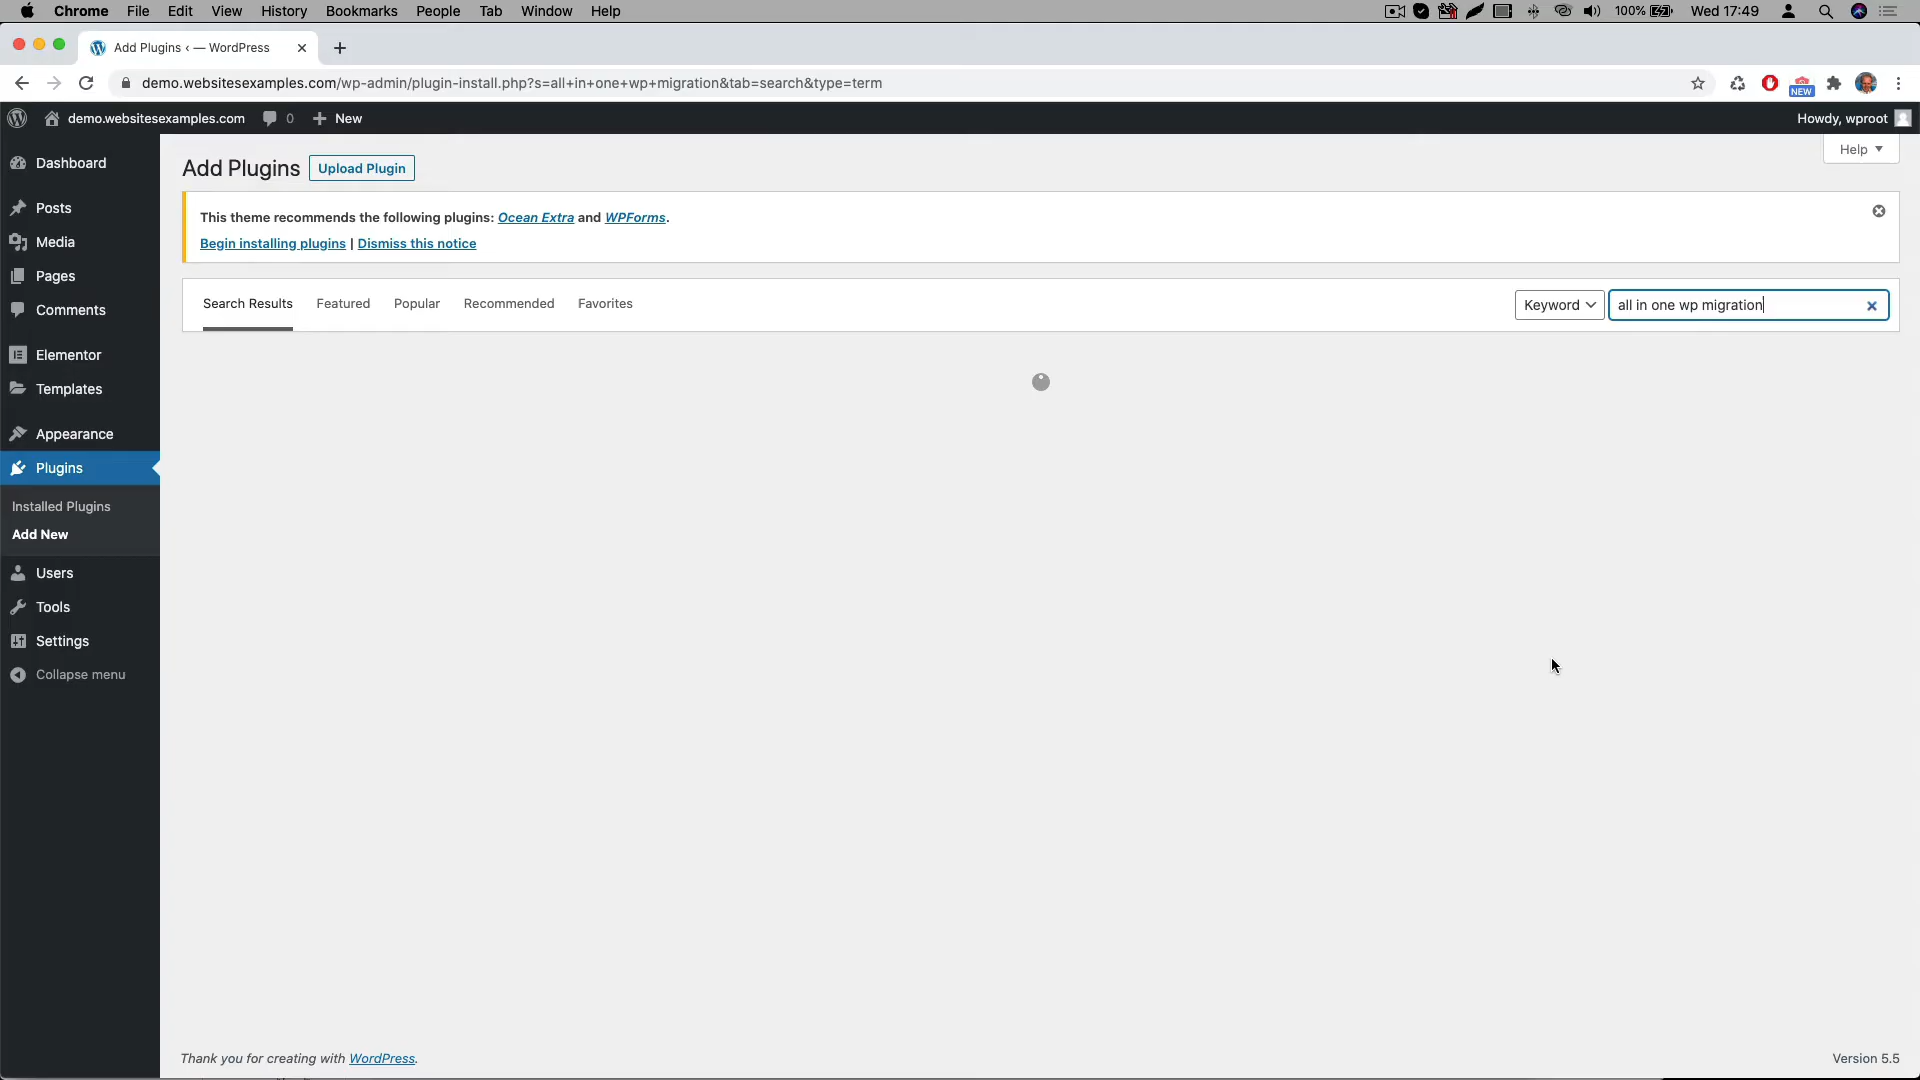 Chrome File Edit View History Bookmarks People Tab Window Help 100% Wed 17:49
Add Plugins ‹ — WordPress
demo.websitesexamples.com/wp-admin/plugin-install.php?s=all+in+one+wp+migration&tab=search&type=term
NEW
demo.websitesexamples.com 0 New Howdy, wproot
Help
Dashboard
Posts
Media
Pages
Comments
Elementor
Templates
Appearance
Plugins
Installed Plugins
Add New
Users
Tools
Settings
Collapse menu
Add Plugins Upload Plugin
This theme recommends the following plugins: Ocean Extra and WPForms.
Begin installing plugins | Dismiss this notice
Search Results Featured Popular Recommended Favorites Keyword all in one wp migration
Thank you for creating with WordPress. Version 5.5